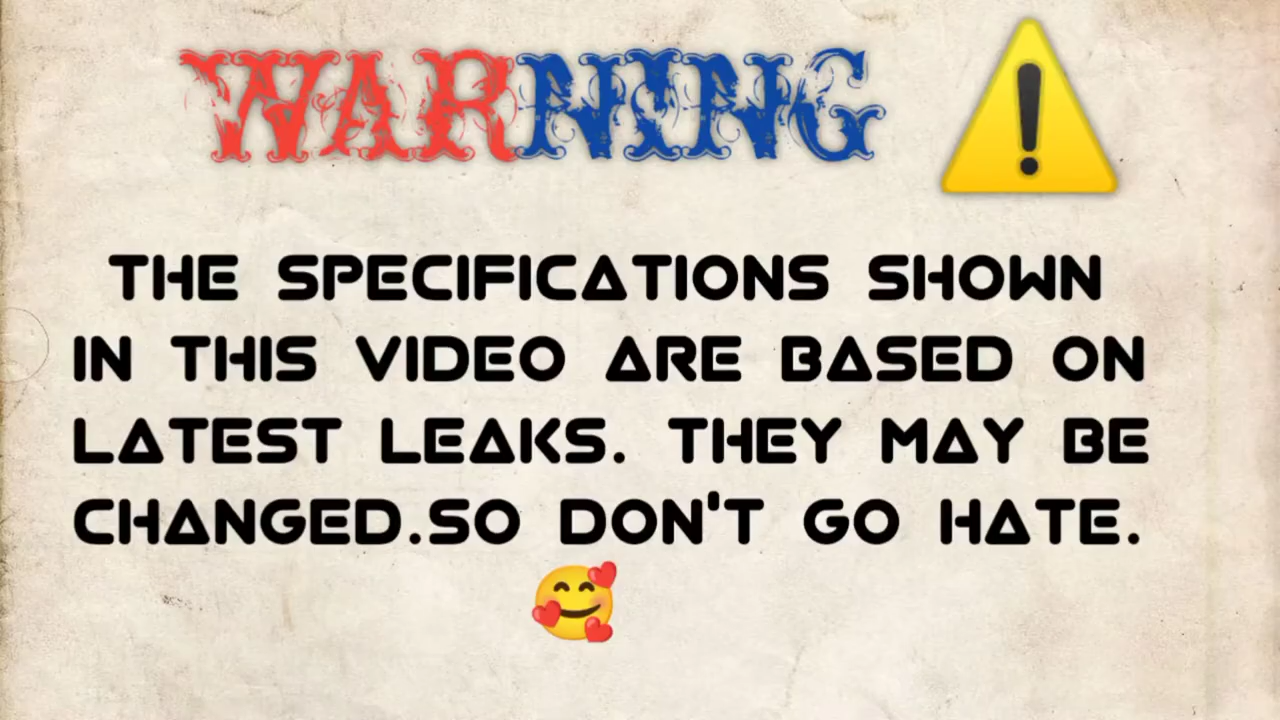 WARNING ⚠️
THE SPECIFICATIONS SHOWN
IN THIS VIDEO ARE BASED ON
LATEST LEAKS. THEY MAY BE
CHANGED.SO DON'T GO HATE.
🥰